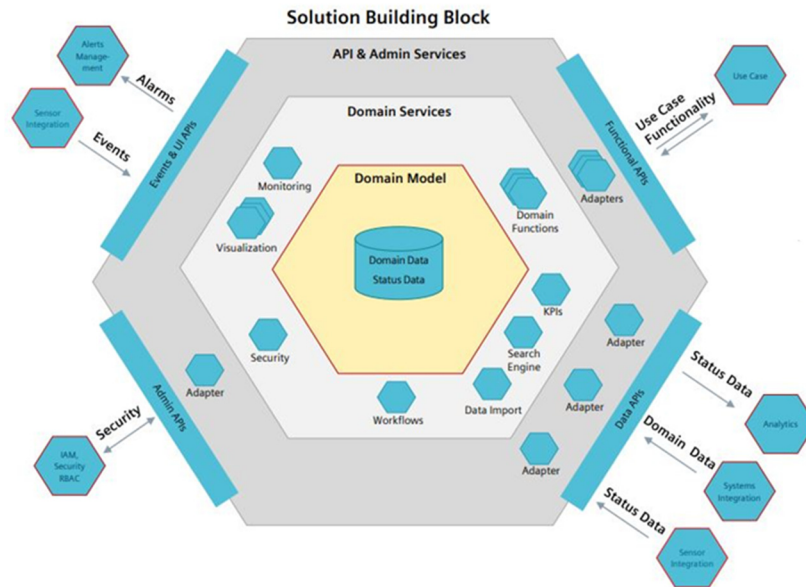 Solution Building Block
API & Admin Services
Alerts
Manage-
ment
Alarms
Sensor
Integration
Events
Events & UI APIs
Use Case
Use Case
Functionality
Functional APIs
Domain Services
Monitoring
Visualization
Domain Model
Domain Data
Status Data
Domain
Functions
Adapters
KPIs
Search
Engine
Security
Workflows
Data Import
Adapter
Adapter
Adapter
Adapter
Admin APIs
Security
IAM,
Security
RBAC
Data APIs
Status Data
Analytics
Domain Data
Systems
Integration
Status Data
Sensor
Integration